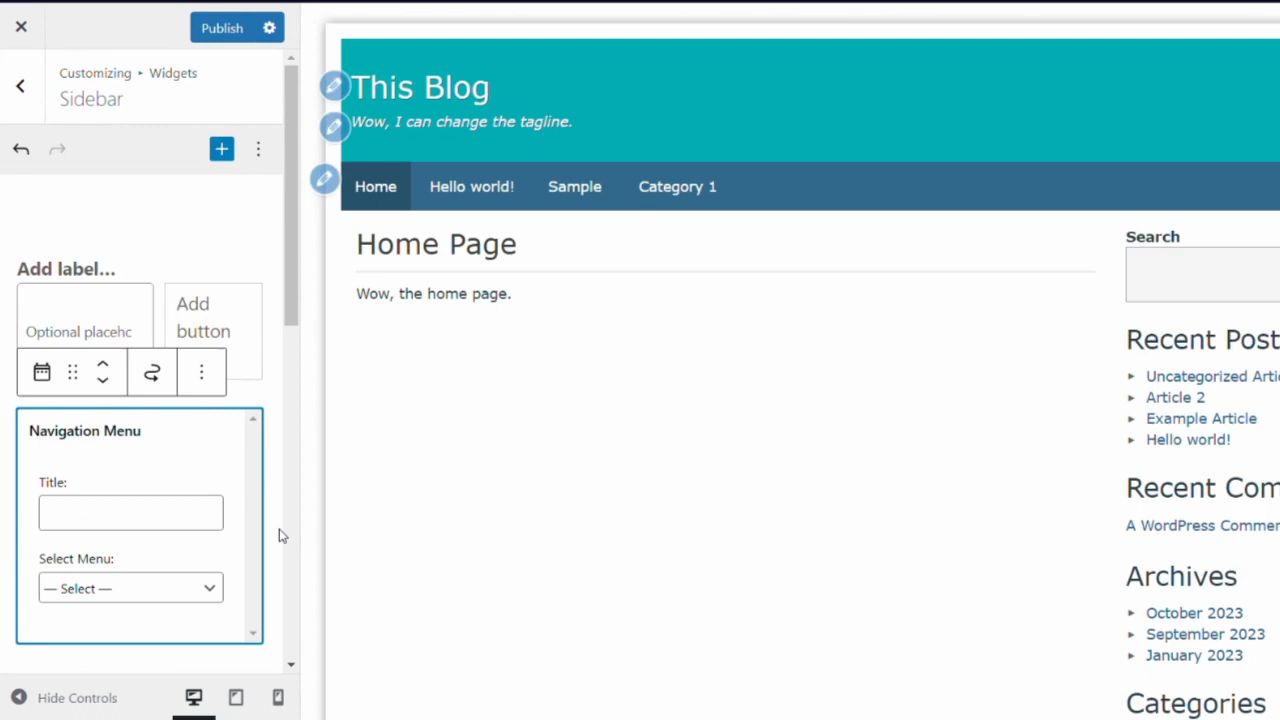 Publish
Customizing ▸ Widgets
Sidebar
Add label...
Optional placehc
Add
button
Navigation Menu
Title:
Select Menu:
— Select —
Hide Controls
This Blog
Wow, I can change the tagline.
Home Hello world! Sample Category 1
Home Page
Wow, the home page.
Search
Recent Post
Uncategorized Artic
Article 2
Example Article
Hello world!
Recent Com
A WordPress Commen
Archives
October 2023
September 2023
January 2023
Categories